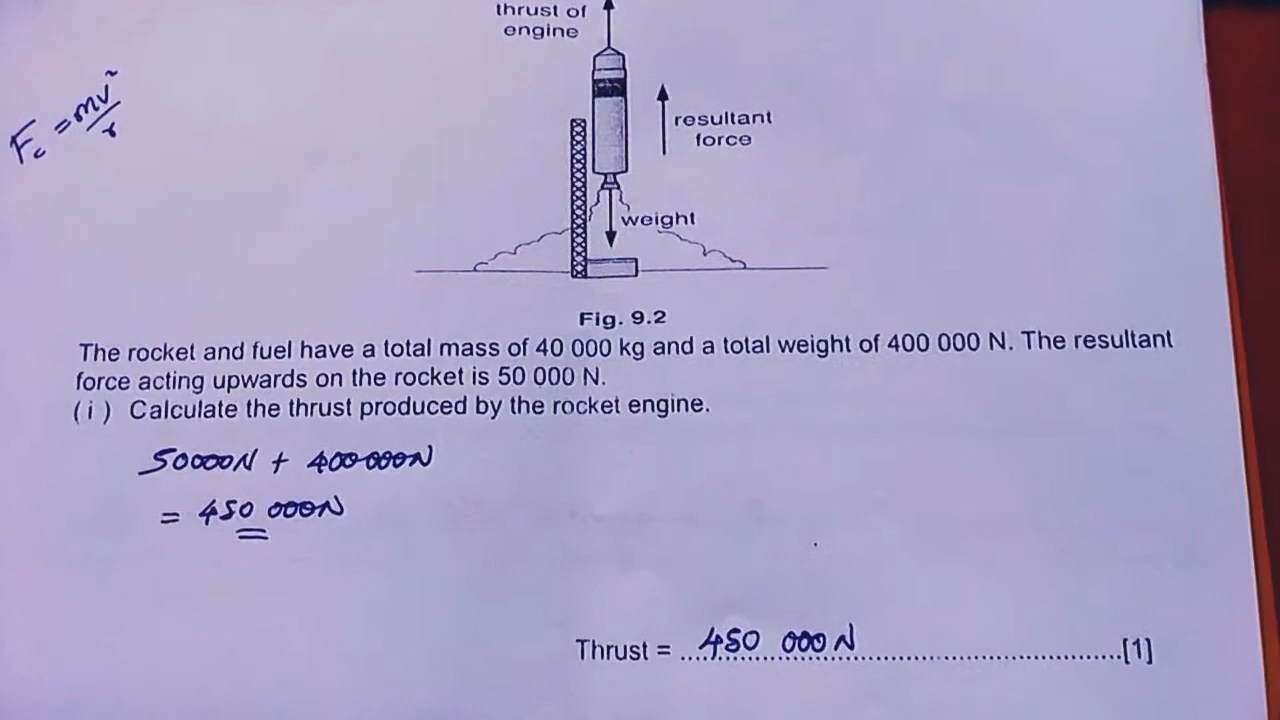 thrust of
engine
F꜀ = mv²/r
resultant
force
weight
Fig. 9.2
The rocket and fuel have a total mass of 40 000 kg and a total weight of 400 000 N. The resultant
force acting upwards on the rocket is 50 000 N.
(i) Calculate the thrust produced by the rocket engine.
50000N + 400000N
= 450 000N
Thrust = ..450 000N..............................[1]